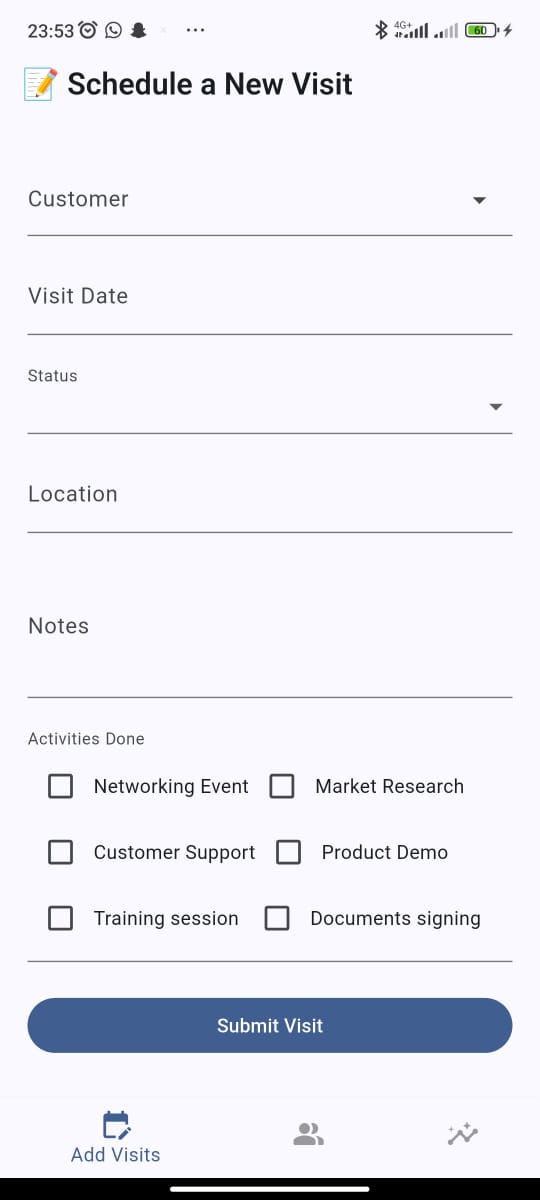 23:53 ... 4G+ 60
📝 Schedule a New Visit
Customer
Visit Date
Status
Location
Notes
Activities Done
Networking Event Market Research
Customer Support Product Demo
Training session Documents signing
Submit Visit
Add Visits